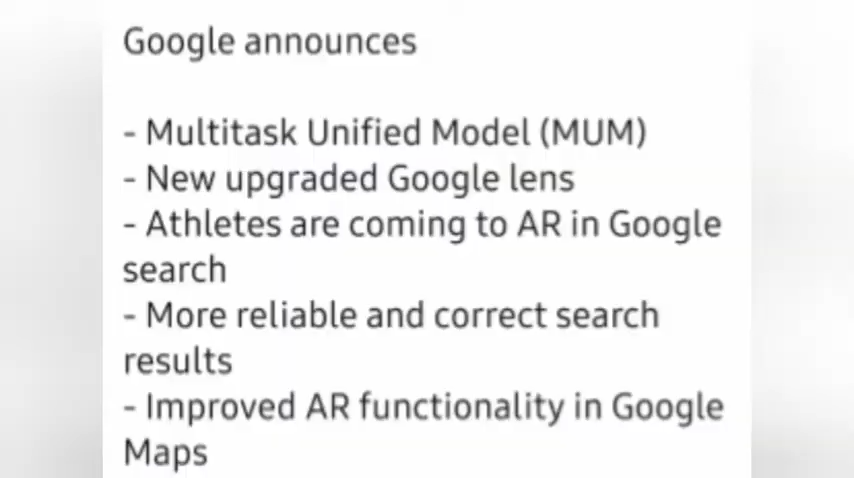 Google announces
- Multitask Unified Model (MUM)
- New upgraded Google lens
- Athletes are coming to AR in Google
search
- More reliable and correct search
results
- Improved AR functionality in Google
Maps